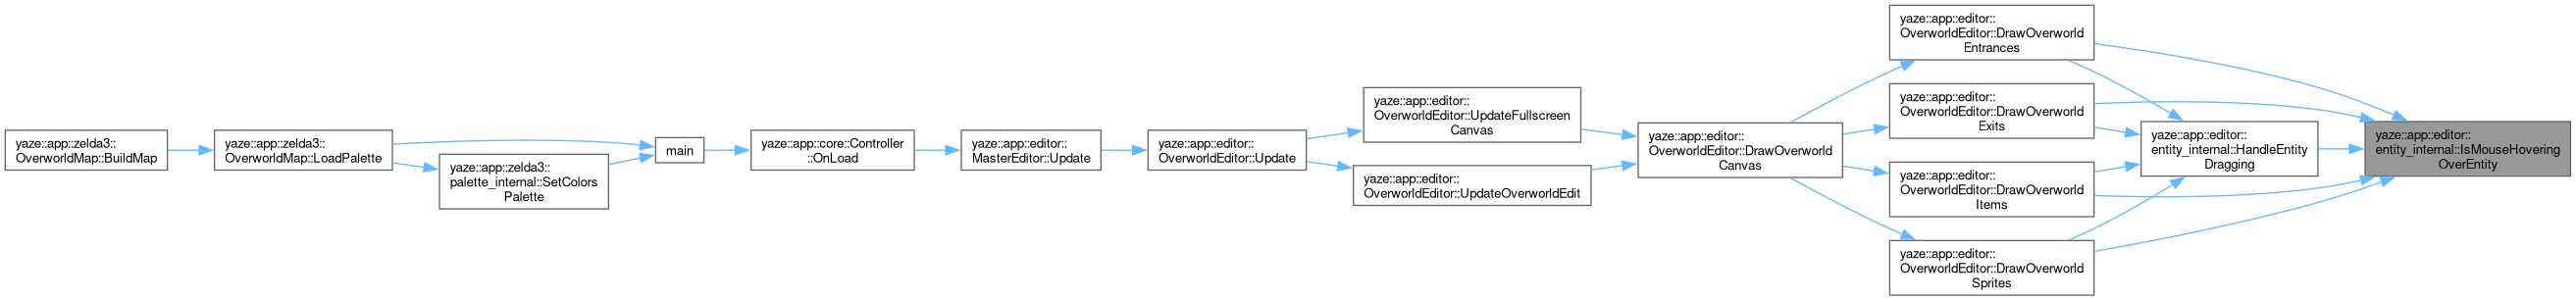 yaze::app::zelda3::
OverworldMap::BuildMap
yaze::app::zelda3::
OverworldMap::LoadPalette
yaze::app::zelda3::
palette_internal::SetColors
Palette
main
yaze::app::core::Controller
::OnLoad
yaze::app::editor::
MasterEditor::Update
yaze::app::editor::
OverworldEditor::Update
yaze::app::editor::
OverworldEditor::UpdateFullscreen
Canvas
yaze::app::editor::
OverworldEditor::UpdateOverworldEdit
yaze::app::editor::
OverworldEditor::DrawOverworld
Canvas
yaze::app::editor::
OverworldEditor::DrawOverworld
Entrances
yaze::app::editor::
OverworldEditor::DrawOverworld
Exits
yaze::app::editor::
OverworldEditor::DrawOverworld
Items
yaze::app::editor::
OverworldEditor::DrawOverworld
Sprites
yaze::app::editor::
entity_internal::HandleEntity
Dragging
yaze::app::editor::
entity_internal::IsMouseHovering
OverEntity